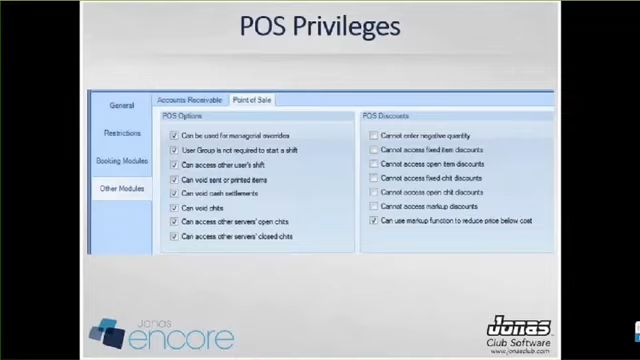 POS Privileges
Accounts Receivable
Point of Sale
General
Restrictions
Booking Modules
Other Modules
POS Options
Can be used for managerial overrides
User Group is not required to start a shift
Can access other user's shift
Can void sent or printed items
Can void cash settlements
Can void chits
Can access other servers' open chits
Can access other servers' closed chits
POS Discounts
Cannot enter negative quantity
Cannot access fixed item discounts
Cannot access open item discounts
Cannot access fixed chit discounts
Cannot access open chit discounts
Cannot access markup discounts
Can use markup function to reduce price below cost
Jonas
encore
Jonas
Club Software
www.jonasclub.com